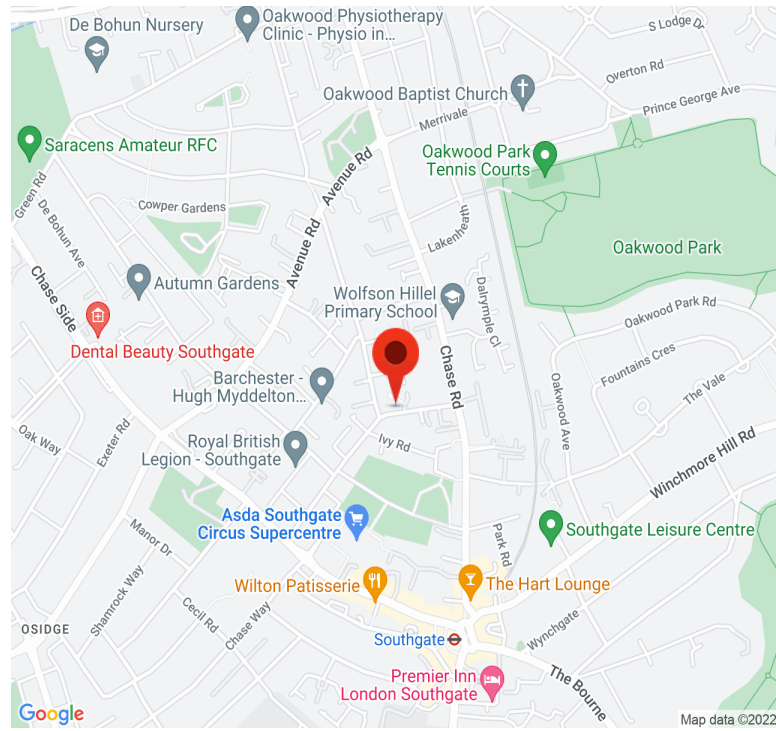 De Bohun Nursery
Oakwood Physiotherapy
Clinic - Physio in...
S Lodge Dr
Overton Rd
Oakwood Baptist Church
Prince George Ave
Merrivale
Saracens Amateur RFC
Avenue Rd
Oakwood Park
Tennis Courts
Green Rd
De Bohun Ave
Cowper Gardens
Lakenheath
Avenue Rd
Oakwood Park
Chase Side
Autumn Gardens
Wolfson Hillel
Primary School
Dalrymple Cl
Oakwood Park Rd
Dental Beauty Southgate
Chase Rd
Fountains Cres
Barchester -
Hugh Myddelton...
Oakwood Ave
The Vale
Exeter Rd
Oak Way
Royal British
Legion - Southgate
Ivy Rd
Winchmore Hill Rd
Asda Southgate
Circus Supercentre
Manor Dr
Park Rd
Southgate Leisure Centre
Shamrock Way
Wilton Patisserie
The Hart Lounge
Cecil Rd
Chase Way
OSIDGE
Southgate
Wynchgate
Premier Inn
London Southgate
The Bourne
Google
Map data ©2022